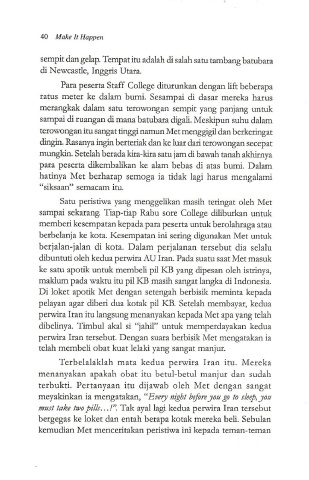 40 Make It Happen
sempit dan gelap. Tempat itu adalah di salah satu tambang batubara
di Newcastle, Inggris Utara.
Para peserta Staff College diturunkan dengan lift beberapa
ratus meter ke dalam bumi. Sesampai di dasar mereka harus
merangkak dalam satu terowongan sempit yang panjang untuk
sampai di ruangan di mana batubara digali. Meskipun suhu dalam
terowongan itu sangat tinggi namun Met menggigil dan berkeringat
dingin. Rasanya ingin berteriak dan ke luar dari terowongan secepat
mungkin. Setelah berada kira-kira satu jam di bawah tanah akhirnya
para peserta dikembalikan ke alam bebas di atas bumi. Dalam
hatinya Met berharap semoga ia tidak lagi harus mengalami
“siksaan” semacam itu.
Satu peristiwa yang menggelikan masih teringat oleh Met
sampai sekarang. Tiap-tiap Rabu sore College diliburkan untuk
memberi kesempatan kepada para peserta untuk berolahraga atau
berbelanja ke kota. Kesempatan ini sering digunakan Met untuk
berjalan-jalan di kota. Dalam perjalanan tersebut dia selalu
dibuntuti oleh kedua perwira AU Iran. Pada suatu saat Met masuk
ke satu apotik untuk membeli pil KB yang dipesan oleh istrinya,
maklum pada waktu itu pil KB masih sangat langka di Indonesia.
Di loket apotik Met dengan setengah berbisik meminta kepada
pelayan agar diberi dua kotak pil KB. Setelah membayar, kedua
perwira Iran itu langsung menanyakan kepada Met apa yang telah
dibelinya. Timbul akal si “jahil” untuk memperdayakan kedua
perwira Iran tersebut. Dengan suara berbisik Met mengatakan ia
telah membeli obat kuat lelaki yang sangat manjur.
Terbelalaklah mata kedua perwira Iran itu. Mereka
menanyakan apakah obat itu betul-betul manjur dan sudah
terbukti. Pertanyaan itu dijawab oleh Met dengan sangat
meyakinkan ia mengatakan, “Every night before you go to sleep, you
must take two pills...!”. Tak ayal lagi kedua perwira Iran tersebut
bergegas ke loket dan entah berapa kotak mereka beli. Sebulan
kemudian Met menceritakan peristiwa ini kepada teman-teman